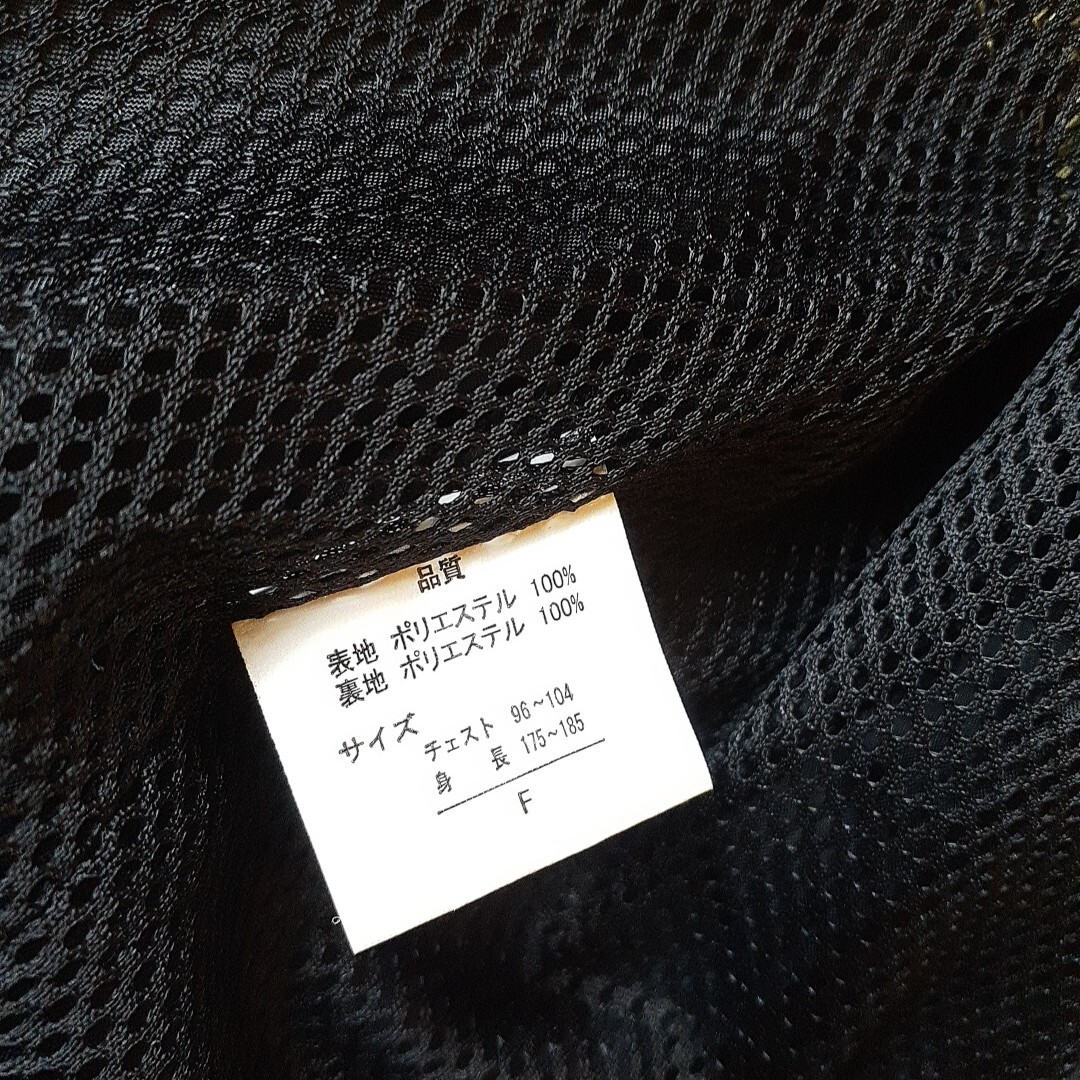 品質
表地 ポリエステル 100%
裏地 ポリエステル 100%
サイズ チェスト 96~104
身 長 175~185
F